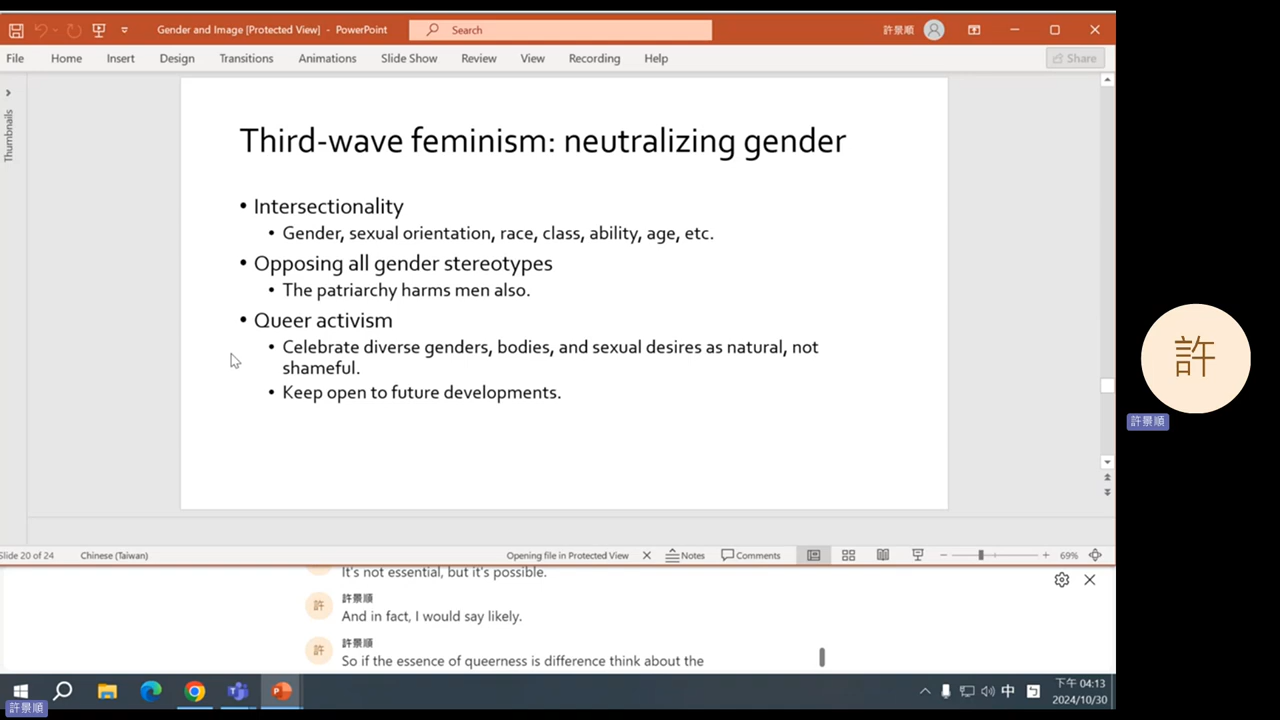 Gender and Image [Protected View] - PowerPoint
Search
許景順
File Home Insert Design Transitions Animations Slide Show Review View Recording Help Share
Thumbnails
Third-wave feminism: neutralizing gender
• Intersectionality
• Gender, sexual orientation, race, class, ability, age, etc.
• Opposing all gender stereotypes
• The patriarchy harms men also.
• Queer activism
• Celebrate diverse genders, bodies, and sexual desires as natural, not
shameful.
• Keep open to future developments.
許
許景順
Slide 20 of 24 Chinese (Taiwan) Opening file in Protected View Notes Comments 69%
It's not essential, but it's possible.
許景順
許
And in fact, I would say likely.
許景順
許
So if the essence of queerness is difference think about the
中
下午 04:13
2024/10/30
許景順